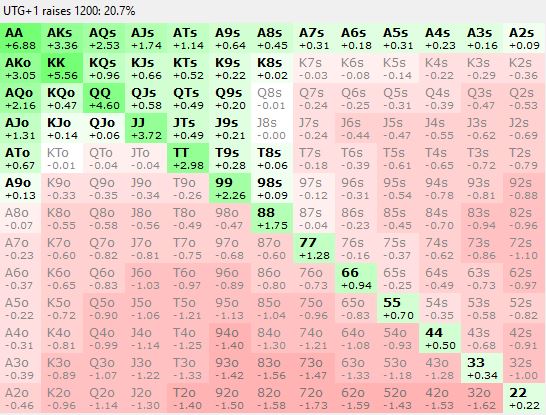 UTG+1 raises 1200: 20.7%
AA AKs AQs AJs ATs A9s A8s A7s A6s A5s A4s A3s A2s
+6.88 +3.36 +2.53 +1.74 +1.14 +0.64 +0.45 +0.31 +0.18 +0.31 +0.23 +0.16 +0.09
AKo KK KQs KJs KTs K9s K8s K7s K6s K5s K4s K3s K2s
+3.05 +5.56 +0.96 +0.66 +0.52 +0.22 +0.02 -0.03 -0.08 -0.14 -0.22 -0.29 -0.36
AQo KQo QQ QJs QTs Q9s Q8s Q7s Q6s Q5s Q4s Q3s Q2s
+2.16 +0.47 +4.60 +0.58 +0.49 +0.20 -0.01 -0.24 -0.25 -0.31 -0.39 -0.47 -0.53
AJo KJo QJo JJ JTs J9s J8s J7s J6s J5s J4s J3s J2s
+1.31 +0.14 +0.06 +3.72 +0.49 +0.21 -0.00 -0.24 -0.44 -0.47 -0.55 -0.62 -0.70
ATo KTo QTo JTo TT T9s T8s T7s T6s T5s T4s T3s T2s
+0.67 -0.01 -0.04 -0.04 +2.98 +0.28 +0.06 -0.18 -0.39 -0.61 -0.65 -0.72 -0.79
A9o K9o Q9o J9o T9o 99 98s 97s 96s 95s 94s 93s 92s
+0.13 -0.33 -0.35 -0.34 -0.26 +2.26 +0.09 -0.12 -0.31 -0.54 -0.78 -0.81 -0.88
A8o K8o Q8o J8o T8o 98o 88 87s 86s 85s 84s 83s 82s
-0.07 -0.55 -0.58 -0.56 -0.49 -0.47 +1.75 -0.04 -0.23 -0.45 -0.70 -0.94 -0.96
A7o K7o Q7o J7o T7o 97o 87o 77 76s 75s 74s 73s 72s
-0.23 -0.60 -0.82 -0.81 -0.75 -0.68 -0.60 +1.28 -0.16 -0.37 -0.62 -0.86 -1.10
A6o K6o Q6o J6o T6o 96o 86o 76o 66 65s 64s 63s 62s
-0.37 -0.65 -0.83 -1.03 -0.97 -0.89 -0.80 -0.73 +0.94 -0.25 -0.49 -0.73 -0.97
A5o K5o Q5o J5o T5o 95o 85o 75o 65o 55 54s 53s 52s
-0.22 -0.72 -0.90 -1.06 -1.21 -1.13 -1.04 -0.96 -0.83 +0.70 -0.35 -0.58 -0.82
A4o K4o Q4o J4o T4o 94o 84o 74o 64o 54o 44 43s 42s
-0.31 -0.81 -0.99 -1.14 -1.25 -1.40 -1.30 -1.21 -1.08 -0.93 +0.50 -0.68 -0.91
A3o K3o Q3o J3o T3o 93o 83o 73o 63o 53o 43o 33 32s
-0.39 -0.89 -1.07 -1.22 -1.33 -1.42 -1.56 -1.47 -1.33 -1.18 -1.28 +0.34 -1.00
A2o K2o Q2o J2o T2o 92o 82o 72o 62o 52o 42o 32o 22
-0.46 -0.96 -1.14 -1.30 -1.40 -1.50 -1.58 -1.73 -1.59 -1.43 -1.53 -1.62 +0.22